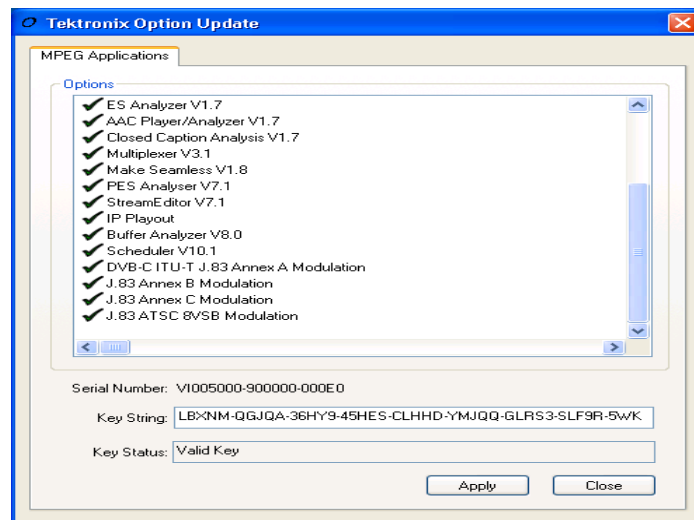 Tektronix Option Update
MPEG Applications
Options
ES Analyzer V1.7
AAC Player/Analyzer V1.7
Closed Caption Analysis V1.7
Multiplexer V3.1
Make Seamless V1.8
PES Analyser V7.1
StreamEditor V7.1
IP Playout
Buffer Analyzer V8.0
Scheduler V10.1
DVB-C ITU-T J.83 Annex A Modulation
J.83 Annex B Modulation
J.83 Annex C Modulation
J.83 ATSC 8VSB Modulation
Serial Number: VI005000-900000-000E0
Key String: LBXNM-QGJQA-36HY9-45HES-CLHHD-YMJQQ-GLRS3-SLF9R-5WK
Key Status: Valid Key
Apply Close